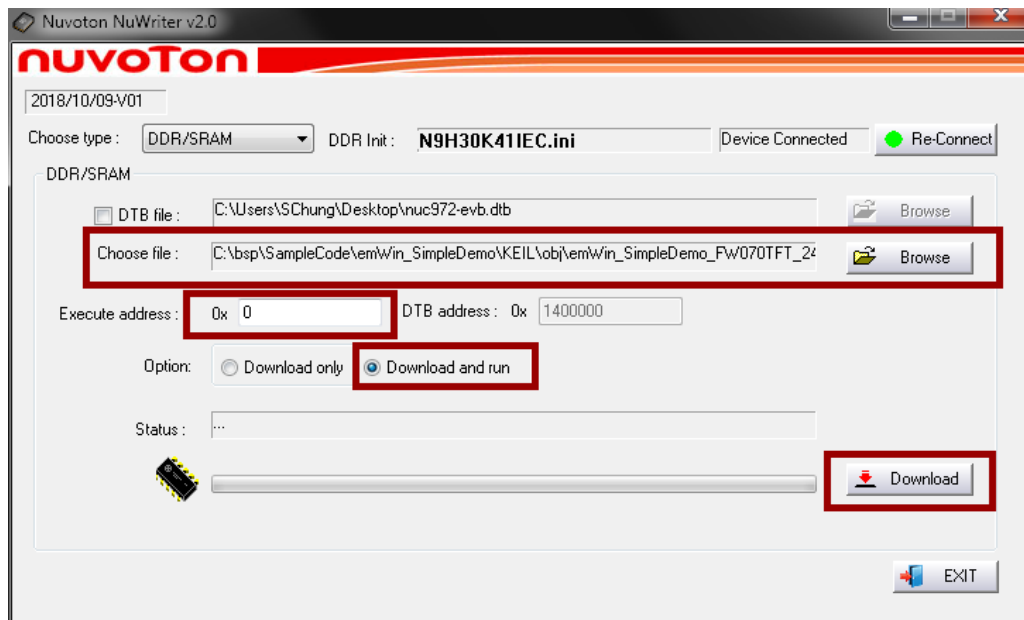 Nuvoton NuWriter v2.0
nuvoTon
2018/10/09-V01
Choose type : DDR/SRAM DDR Init : N9H30K41IEC.ini Device Connected Re-Connect
DDR/SRAM
DTB file : C:\Users\SChung\Desktop\nuc972-evb.dtb Browse
Choose file : C:\bsp\SampleCode\emWin_SimpleDemo\KEIL\obj\emWin_SimpleDemo_FW070TFT_24 Browse
Execute address : 0x 0 DTB address : 0x 1400000
Option: Download only Download and run
Status : ...
Download
EXIT